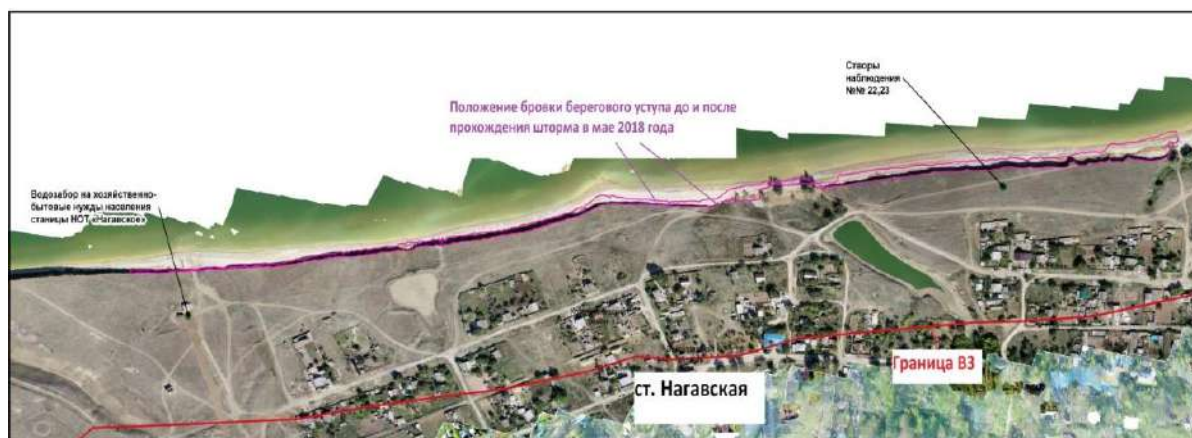 Створы
наблюдения
№№ 22,23
Положение бровки берегового уступа до и после
прохождения шторма в мае 2018 года
Водозабор на хозяйственно-
бытовые нужды населения
станицы НОТ «Нагавское»
Граница ВЗ
ст. Нагавская